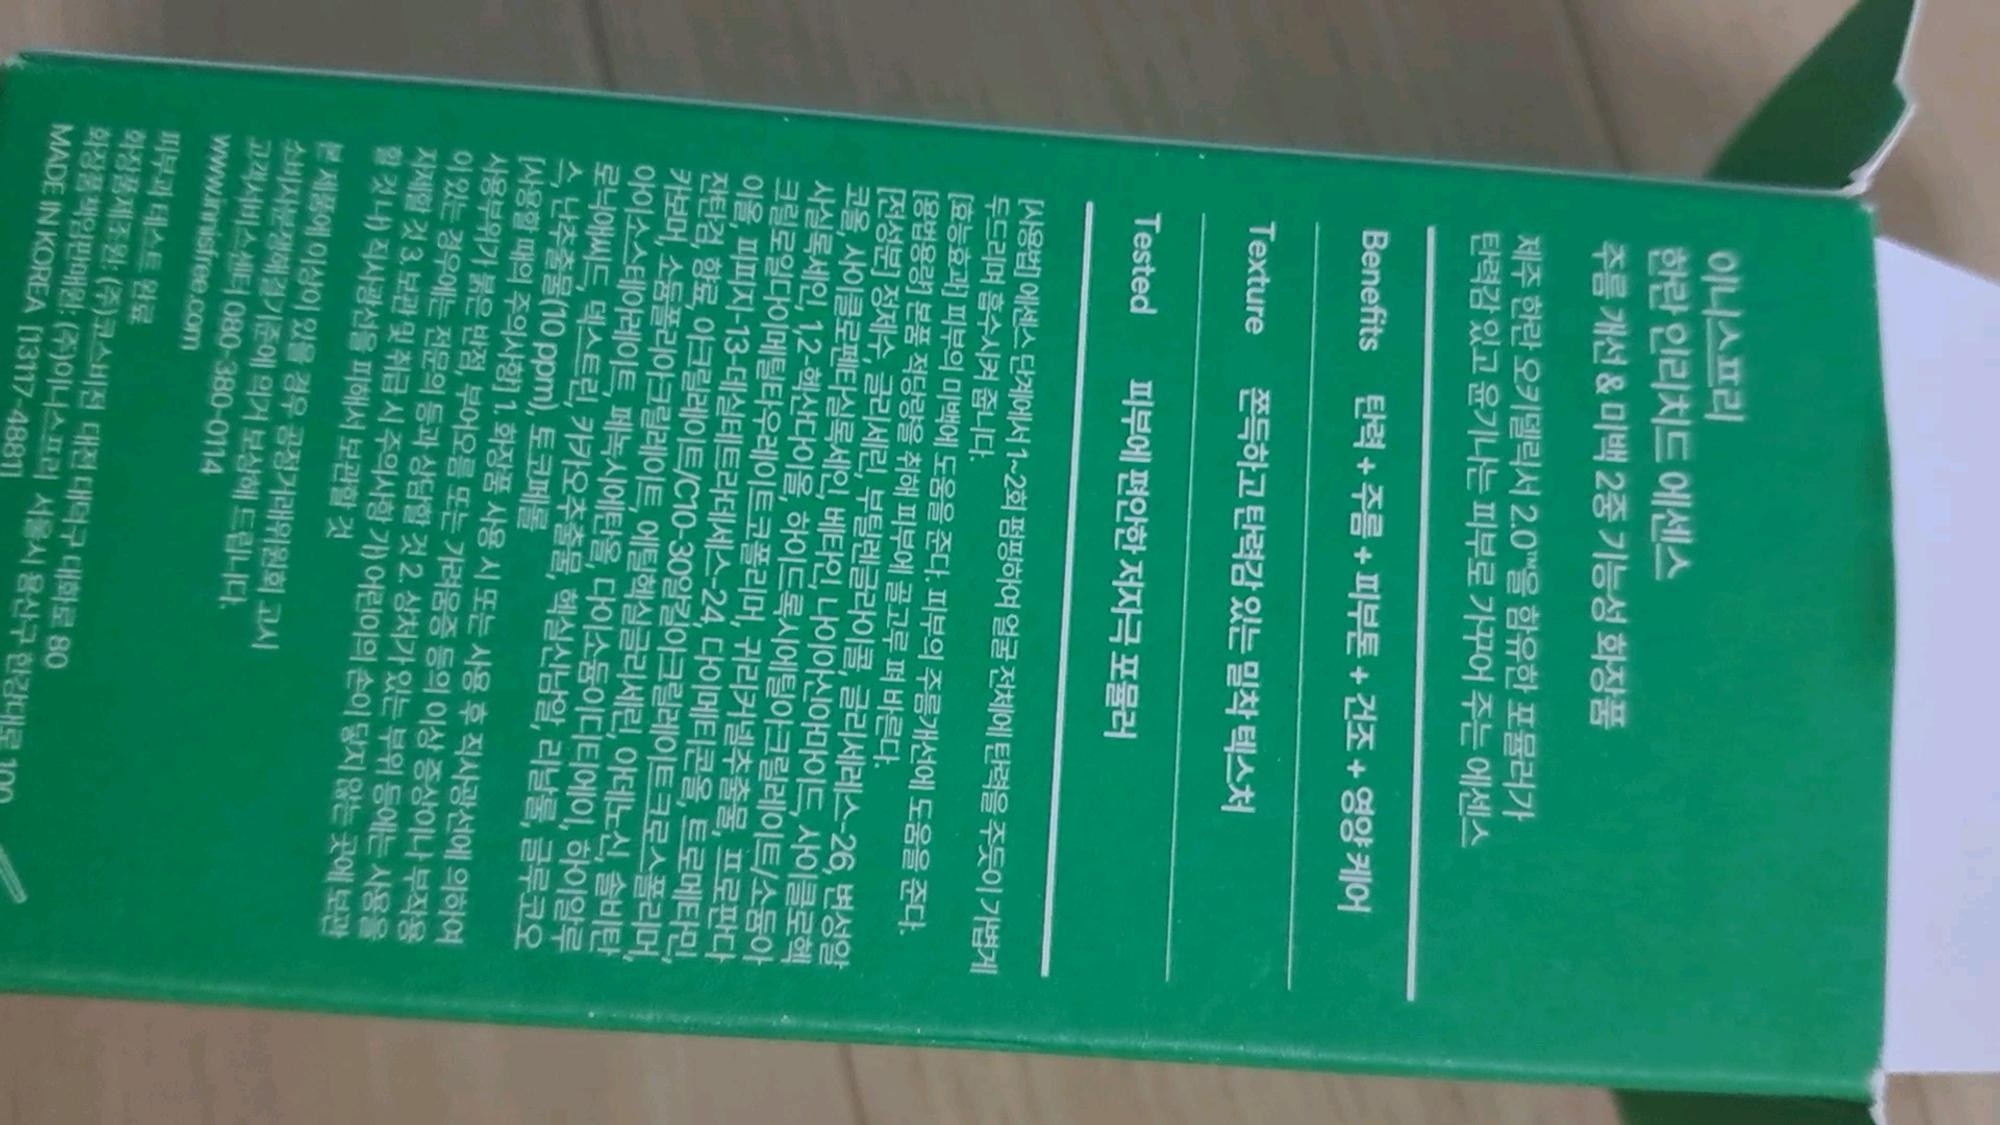 이니스프리
한란 인리치드 에센스
주름 개선 & 미백 2중 기능성 화장품
제주 한란 오키델릭서 2.0™을 함유한 포뮬러가
탄력감 있고 윤기나는 피부로 가꾸어 주는 에센스
Benefits 탄력 + 주름 + 피부톤 + 건조 + 영양 케어
Texture 쫀득하고 탄력감 있는 밀착 텍스처
Tested 피부에 편안한 저자극 포뮬러
[사용법] 에센스 단계에서 1~2회 펌핑하여 얼굴 전체에 탄력을 주듯이 가볍게
두드리며 흡수시켜 줍니다.
[효능효과] 피부의 미백에 도움을 준다. 피부의 주름개선에 도움을 준다.
[용법용량] 본품 적당량을 취해 피부에 골고루 펴 바른다.
[전성분] 정제수, 글리세린, 부틸렌글라이콜, 글리세레스-26, 변성알
코올, 사이클로펜타실록세인, 베타인, 나이아신아마이드, 사이클로헥
사실록세인, 1,2-헥산다이올, 하이드록시에틸아크릴레이트/소듐아
크릴로일다이메틸타우레이트코폴리머, 귀리커넬추출물, 프로판다
이올, 피피지-13-데실테트라데세스-24, 다이메티콘올, 트로메타민,
잔탄검, 향료, 아크릴레이트/C10-30알킬아크릴레이트크로스폴리머,
카보머, 소듐폴리아크릴레이트, 에틸헥실글리세린, 아데노신, 솔비탄
아이소스테아레이트, 페녹시에탄올, 다이소듐이디티에이, 하이알루
로닉애씨드, 덱스트린, 카카오추출물, 헥실신남알, 리날룰, 글루코오
스, 난추출물(10 ppm), 토코페롤
[사용할 때의 주의사항] 1. 화장품 사용 시 또는 사용 후 직사광선에 의하여
사용부위가 붉은 반점, 부어오름 또는 가려움증 등의 이상 증상이나 부작용
이 있는 경우에는 전문의 등과 상담할 것 2. 상처가 있는 부위 등에는 사용을
자제할 것 3. 보관 및 취급 시 주의사항 가) 어린이의 손이 닿지 않는 곳에 보관
할 것 나) 직사광선을 피해서 보관할 것
본 제품에 이상이 있을 경우 공정거래위원회 고시
소비자분쟁해결기준에 의거 보상해 드립니다.
고객서비스센터 080-380-0114
www.innisfree.com
피부과 테스트 완료
화장품제조원: (주)코스비전 대전 대덕구 대화로 80
화장품책임판매원: (주)이니스프리 서울시 용산구 한강대로 100
MADE IN KOREA [13117-4881]